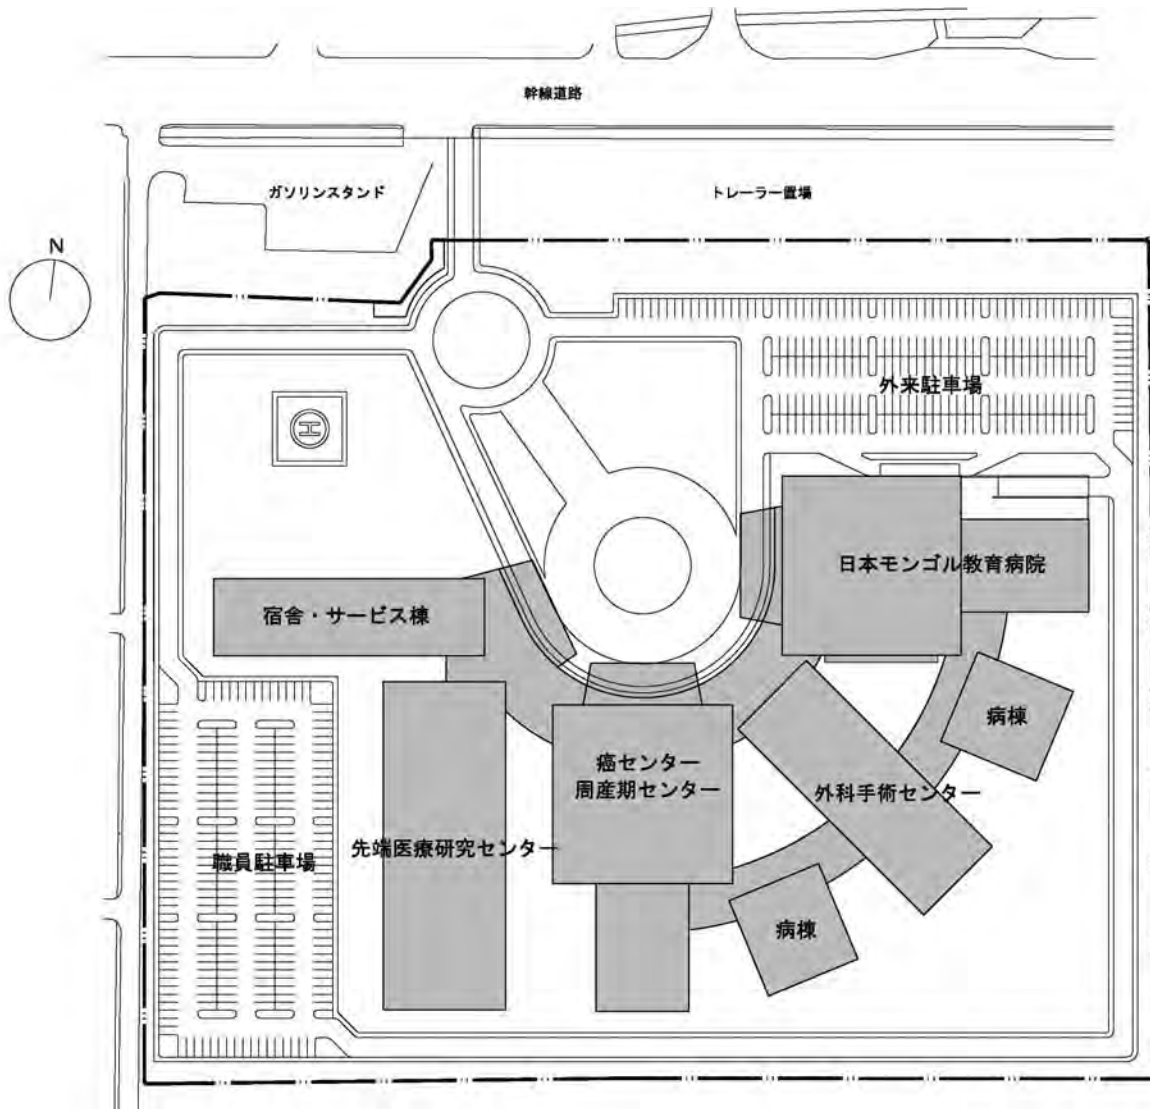 幹線道路
ガソリンスタンド
トレーラー置場
N
外来駐車場
H
日本モンゴル教育病院
宿舎・サービス棟
病棟
癌センター
周産期センター
外科手術センター
先端医療研究センター
職員駐車場
病棟